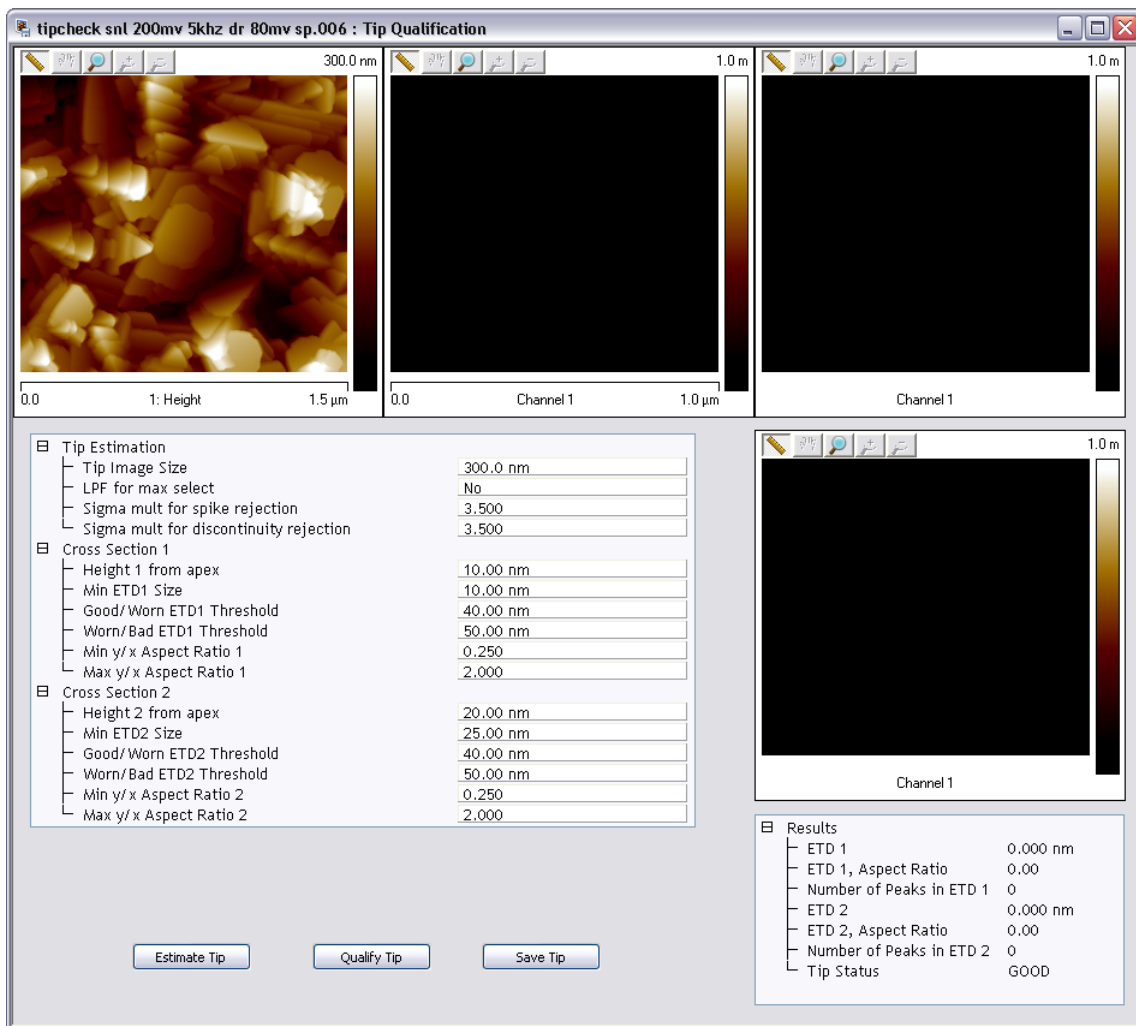 tipcheck snl 200mv 5khz dr 80mv sp.006 : Tip Qualification
300.0 nm
1.0 m
1.0 m
0.0 1: Height 1.5 µm
0.0 Channel 1 1.0 µm
Channel 1
Tip Estimation
Tip Image Size 300.0 nm
LPF for max select No
Sigma mult for spike rejection 3.500
Sigma mult for discontinuity rejection 3.500
Cross Section 1
Height 1 from apex 10.00 nm
Min ETD1 Size 10.00 nm
Good/Worn ETD1 Threshold 40.00 nm
Worn/Bad ETD1 Threshold 50.00 nm
Min y/x Aspect Ratio 1 0.250
Max y/x Aspect Ratio 1 2.000
Cross Section 2
Height 2 from apex 20.00 nm
Min ETD2 Size 25.00 nm
Good/Worn ETD2 Threshold 40.00 nm
Worn/Bad ETD2 Threshold 50.00 nm
Min y/x Aspect Ratio 2 0.250
Max y/x Aspect Ratio 2 2.000
1.0 m
Channel 1
Results
ETD 1 0.000 nm
ETD 1, Aspect Ratio 0.00
Number of Peaks in ETD 1 0
ETD 2 0.000 nm
ETD 2, Aspect Ratio 0.00
Number of Peaks in ETD 2 0
Tip Status GOOD
Estimate Tip Qualify Tip Save Tip